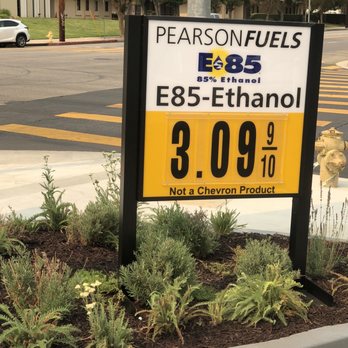 PEARSONFUELS
E85
85% Ethanol
E85-Ethanol
3.09 9/10
Not a Chevron Product